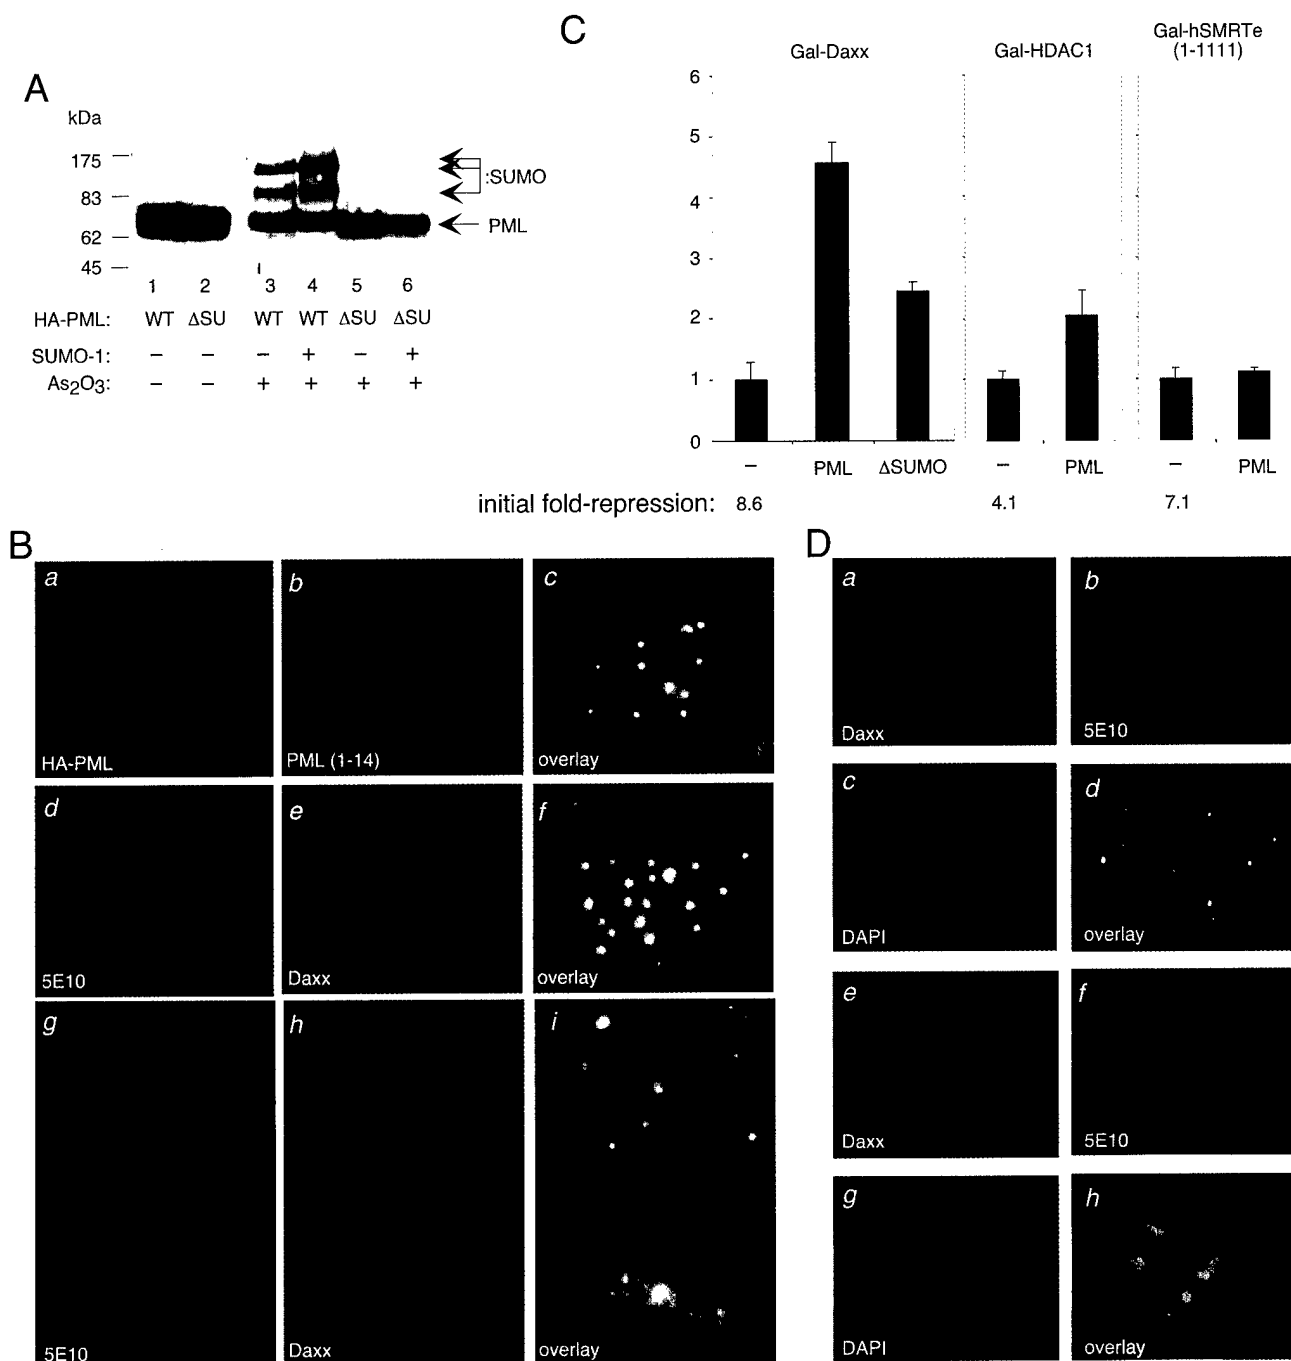 A
kDa
175
83
62
45
:SUMO
PML
1 2 3 4 5 6
HA-PML: WT ΔSU WT WT ΔSU ΔSU
SUMO-1: – – – + – +
As2O3: – – + + + +
C
Gal-Daxx
Gal-HDAC1
Gal-hSMRTe
(1-1111)
6
5
4
3
2
1
0
– PML ΔSUMO – PML – PML
initial fold-repression: 8.6 4.1 7.1
B
a
HA-PML
b
PML (1-14)
c
overlay
d
5E10
e
Daxx
f
overlay
g
5E10
h
Daxx
i
overlay
D
a
Daxx
b
5E10
c
DAPI
d
overlay
e
Daxx
f
5E10
g
DAPI
h
overlay